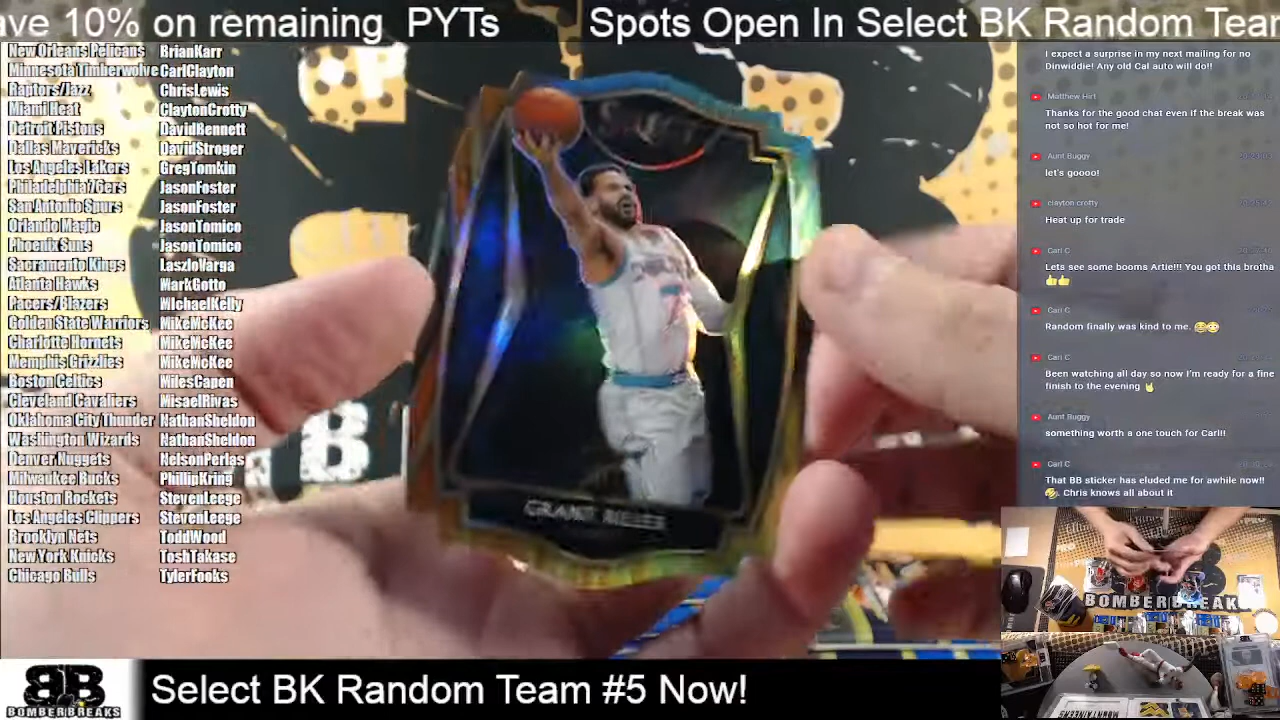 ave 10% on remaining PYTs Spots Open In Select BK Random Tear
New Orleans Pelicans BrianKarr
Minnesota Timberwolve CarlClayton
Raptors/Jazz ChrisLewis
Miami Heat ClaytonCrotty
Detroit Pistons DavidBennett
Dallas Mavericks DavidStroger
Los Angeles Lakers GregTomkin
Philadelphia 76ers JasonFoster
San Antonio Spurs JasonFoster
Orlando Magic JasonTomico
Phoenix Suns JasonTomico
Sacramento Kings LaszloVarga
Atlanta Hawks MarkGotto
Pacers/Blazers MIchaelKelly
Golden State Warriors MikeMcKee
Charlotte Hornets MikeMcKee
Memphis Grizzlies MikeMcKee
Boston Celtics MilesCapen
Cleveland Cavaliers MisaelRivas
Oklahoma City Thunder NathanSheldon
Washington Wizards NathanSheldon
Denver Nuggets NelsonPerlas
Milwaukee Bucks PhillipKring
Houston Rockets StevenLeege
Los Angeles Clippers StevenLeege
Brooklyn Nets ToddWood
New York Knicks ToshTakase
Chicago Bulls TylerFooks
GRANT RILLER
I expect a surprise in my next mailing for no
Dinwiddie! Any old Cal auto will do!!
Matthew Hirt
Thanks for the good chat even if the break was
not so hot for me!
Aunt Buggy
let's goooo!
clayton crotty
Heat up for trade
Carl C
Lets see some booms Artie!!! You got this brotha
👍👍
Carl C
Random finally was kind to me. 😂😳
Carl C
Been watching all day so now I'm ready for a fine
finish to the evening 🤘
Aunt Buggy
something worth a one touch for Carl!!
Carl C
That BB sticker has eluded me for awhile now!!
🤣. Chris knows all about it
BOMBERBREAKS
BB
BOMBERBREAKS
Select BK Random Team #5 Now!